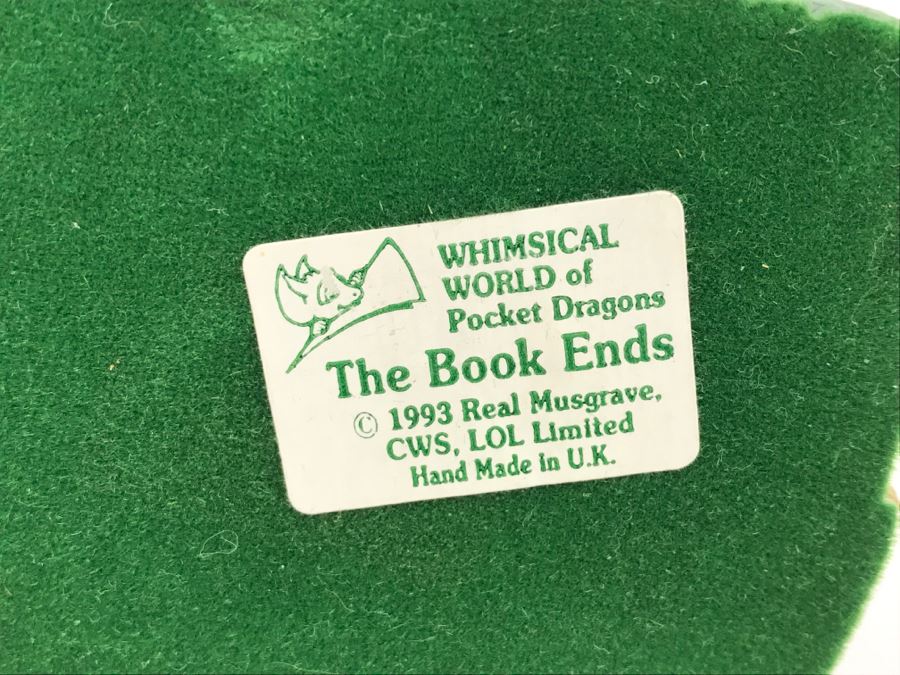 WHIMSICAL
WORLD of
Pocket Dragons
The Book Ends
© 1993 Real Musgrave,
CWS, LOL Limited
Hand Made in U.K.